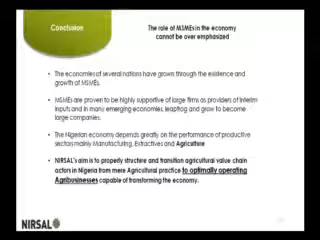 Conclusion
The role of MSMEs in the economy
cannot be over emphasized
• The economies of several nations have grown through the existence and
growth of MSMEs.
• MSMEs are proven to be highly supportive of large firms as providers of interim
inputs and in many emerging economies, leapfrog and grow to become
large companies.
• The Nigerian economy depends greatly on the performance of productive
sectors mainly Manufacturing, Extractives and Agriculture
• NIRSAL's aim is to properly structure and transition agricultural value chain
actors in Nigeria from mere Agricultural practice to optimally operating
Agribusinesses capable of transforming the economy.
NIRSAL